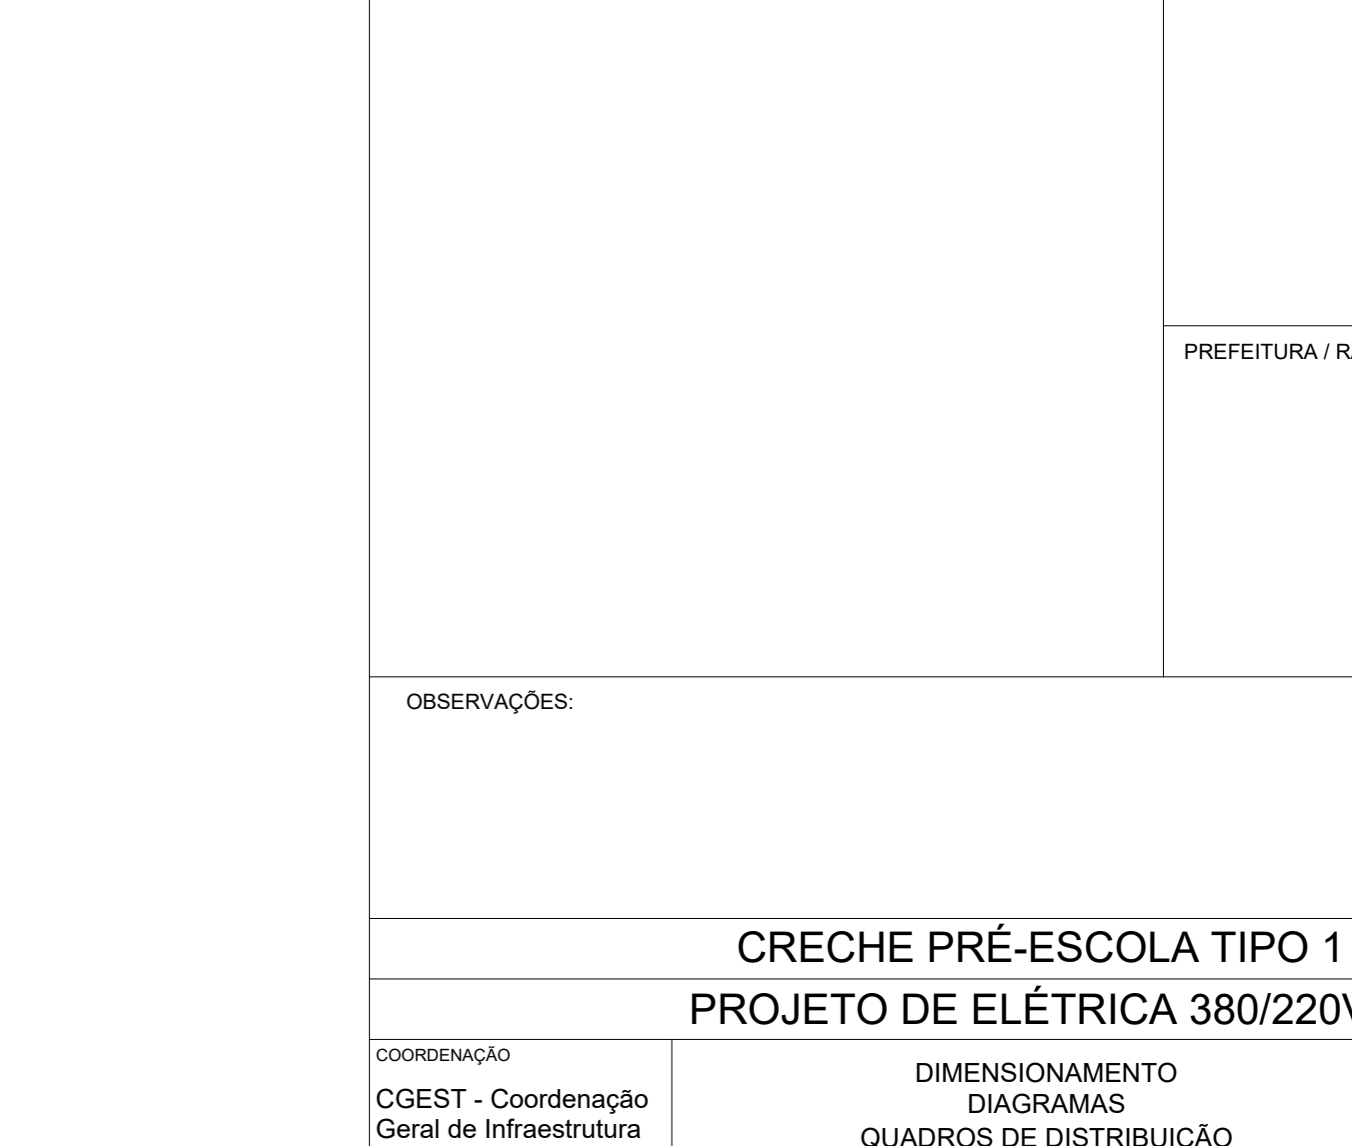 PREFEITURA /
OBSERVAÇÕES:
CRECHE PRÉ-ESCOLA TIPO 1
PROJETO DE ELÉTRICA 380/220V
COORDENAÇÃO
CGEST - Coordenação
Geral de Infraestrutura
DIMENSIONAMENTO
DIAGRAMAS
QUADROS DE DISTRIBUIÇÃO